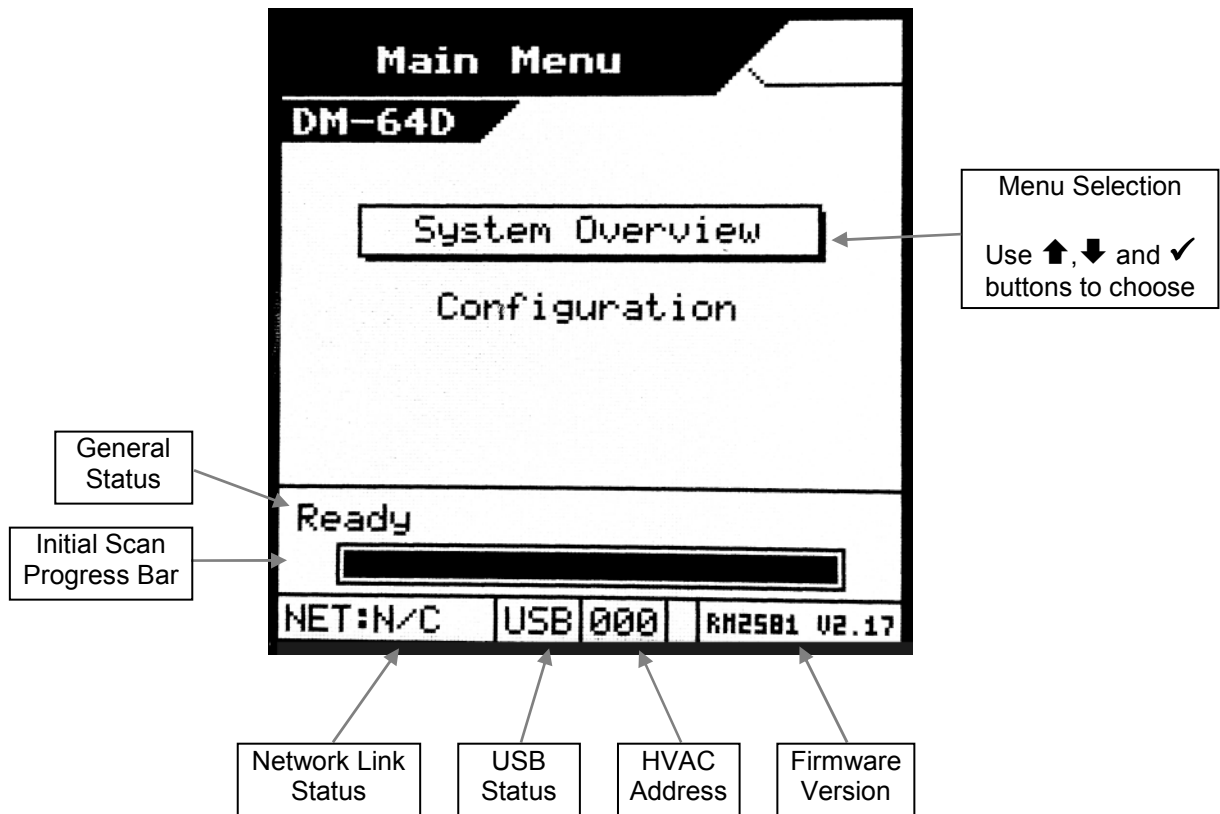 Main Menu
DM-64D
System Overview
Configuration
Menu Selection
Use ⬆,⬇ and ✓
buttons to choose
General
Status
Ready
Initial Scan
Progress Bar
NET:N/C USB 000 RM2581 V2.17
Network Link
Status
USB
Status
HVAC
Address
Firmware
Version